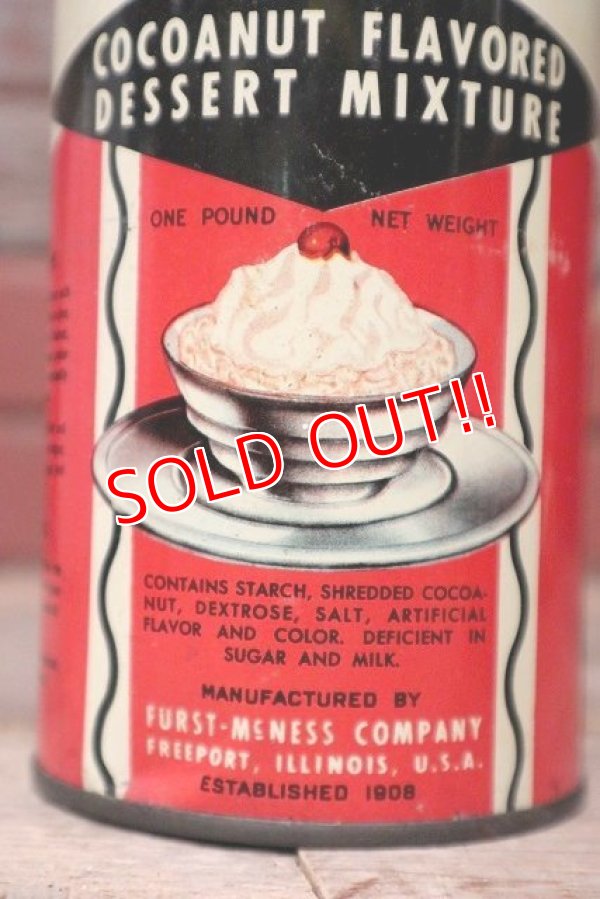 COCOANUT FLAVORED
DESSERT MIXTURE
ONE POUND NET WEIGHT
SOLD OUT!!
CONTAINS STARCH, SHREDDED COCOA-
NUT, DEXTROSE, SALT, ARTIFICIAL
FLAVOR AND COLOR. DEFICIENT IN
SUGAR AND MILK.
MANUFACTURED BY
FURST-McNESS COMPANY
FREEPORT, ILLINOIS, U.S.A.
ESTABLISHED 1908